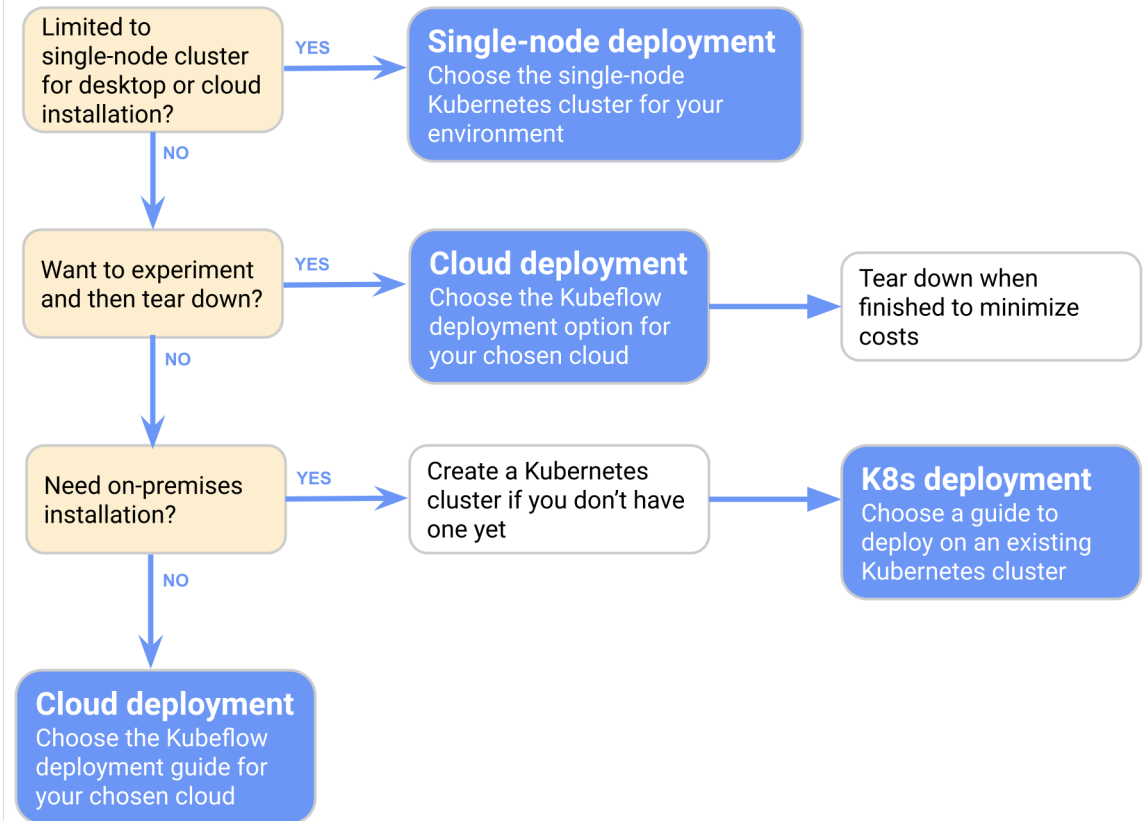 Limited to
single-node cluster
for desktop or cloud
installation?
YES
Single-node deployment
Choose the single-node
Kubernetes cluster for your
environment
NO
Want to experiment
and then tear down?
YES
Cloud deployment
Choose the Kubeflow
deployment option for
your chosen cloud
Tear down when
finished to minimize
costs
NO
Need on-premises
installation?
YES
Create a Kubernetes
cluster if you don’t have
one yet
K8s deployment
Choose a guide to
deploy on an existing
Kubernetes cluster
NO
Cloud deployment
Choose the Kubeflow
deployment guide for
your chosen cloud